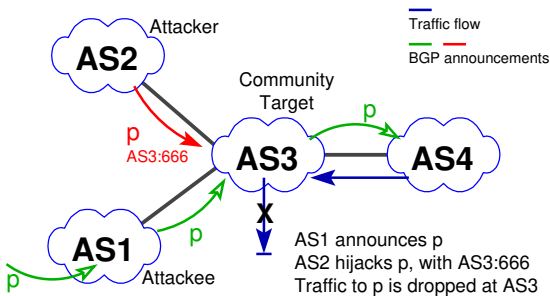 Attacker
AS2
Traffic flow
BGP announcements
Community
Target
p
AS3:666
p
AS3
AS4
p
X
AS1
p
Attackee
AS1 announces p
AS2 hijacks p, with AS3:666
Traffic to p is dropped at AS3